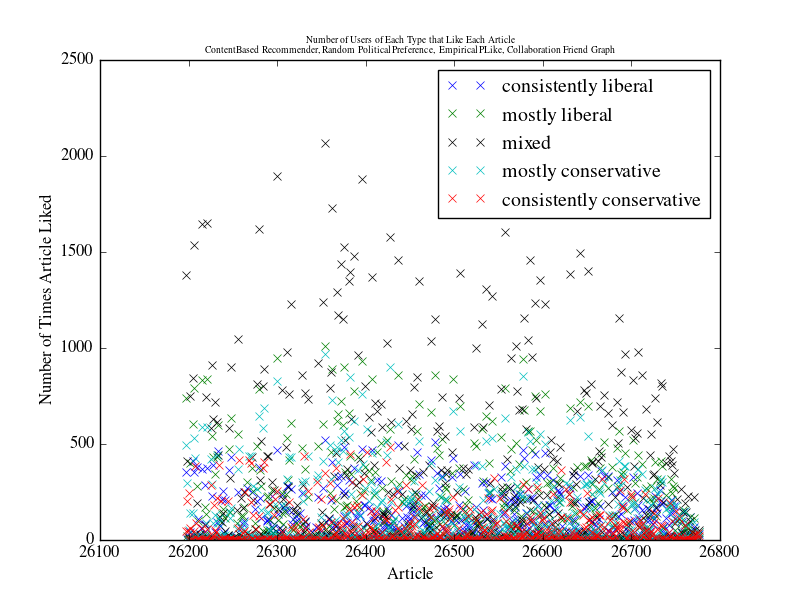 Number of Users of Each Type that Like Each Article
ContentBased Recommender, Random Political Preference, Empirical PLike, Collaboration Friend Graph
2500
2000
1500
1000
500
0
Number of Times Article Liked
consistently liberal
mostly liberal
mixed
mostly conservative
consistently conservative
26100 26200 26300 26400 26500 26600 26700 26800
Article